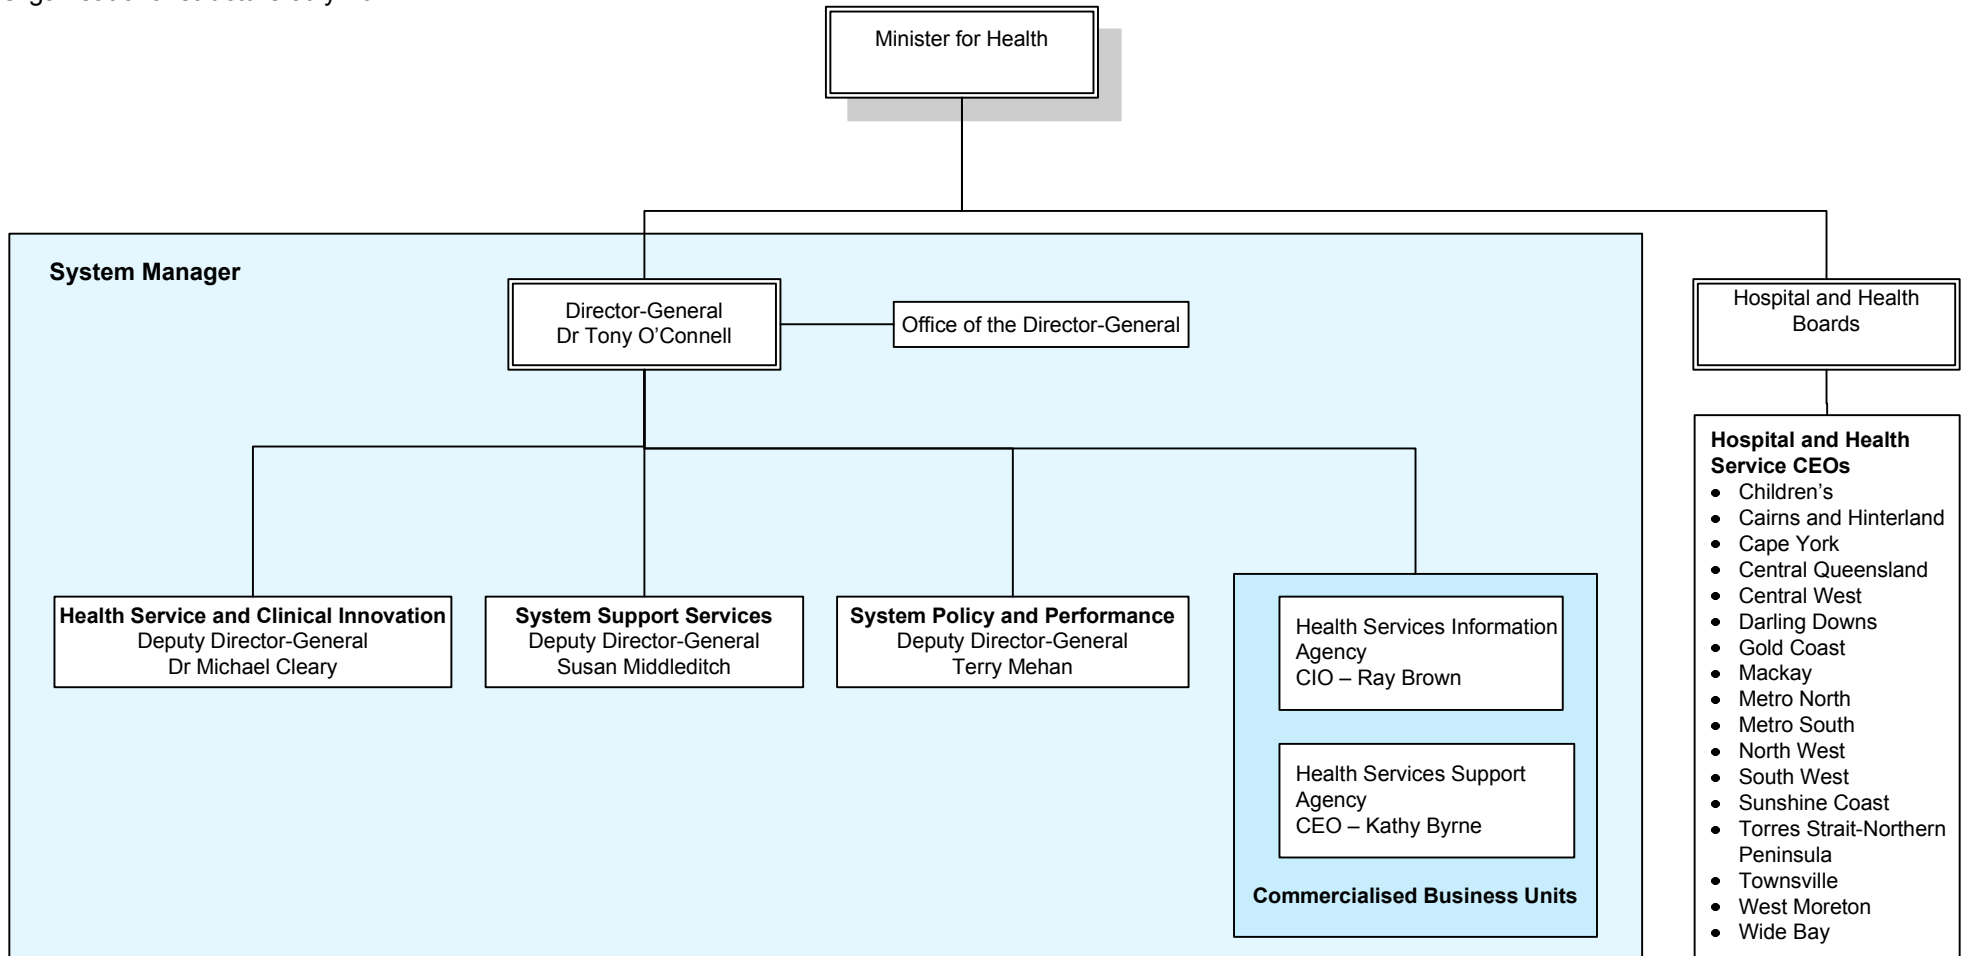 Minister for Health
System Manager
Director-General
Dr Tony O’Connell
Office of the Director-General
Hospital and Health
Boards
Health Service and Clinical Innovation
Deputy Director-General
Dr Michael Cleary
System Support Services
Deputy Director-General
Susan Middleditch
System Policy and Performance
Deputy Director-General
Terry Mehan
Health Services Information
Agency
CIO – Ray Brown
Health Services Support
Agency
CEO – Kathy Byrne
Commercialised Business Units
Hospital and Health
Service CEOs
• Children’s
• Cairns and Hinterland
• Cape York
• Central Queensland
• Central West
• Darling Downs
• Gold Coast
• Mackay
• Metro North
• Metro South
• North West
• South West
• Sunshine Coast
• Torres Strait-Northern
Peninsula
• Townsville
• West Moreton
• Wide Bay